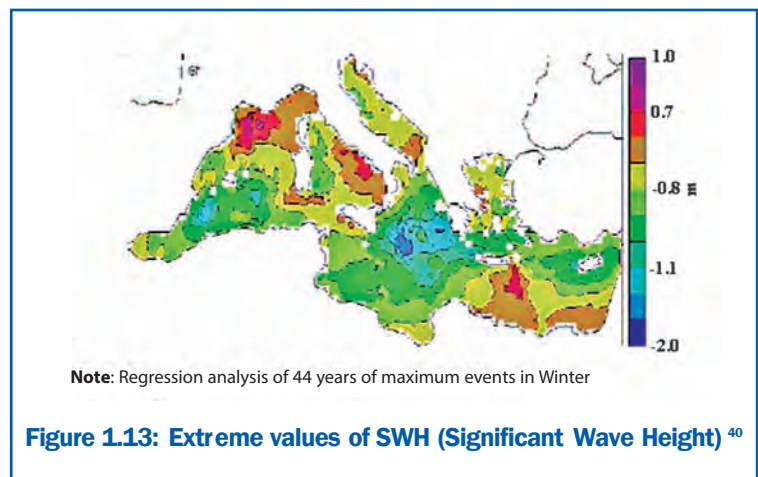 1.0
0.7
-0.8
m
-1.1
-2.0
Note: Regression analysis of 44 years of maximum events in Winter
Figure 1.13: Extreme values of SWH (Significant Wave Height) 40